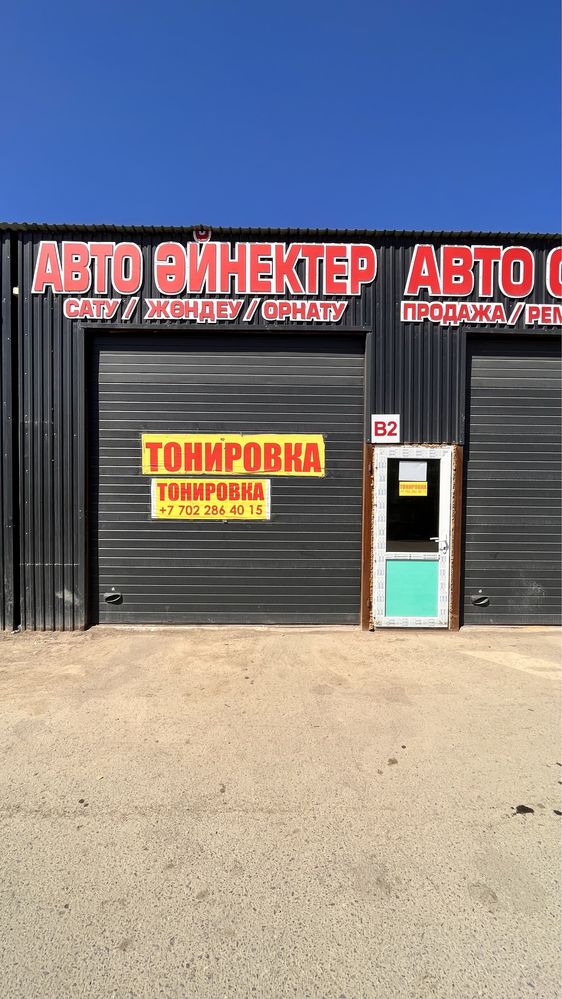 АВТО ӘЙНЕКТЕР
САТУ / ЖӨНДЕУ / ОРНАТУ
АВТО
ПРОДАЖА /
B2
ТОНИРОВКА
ТОНИРОВКА
+7 702 286 40 15
ТОНИРОВКА